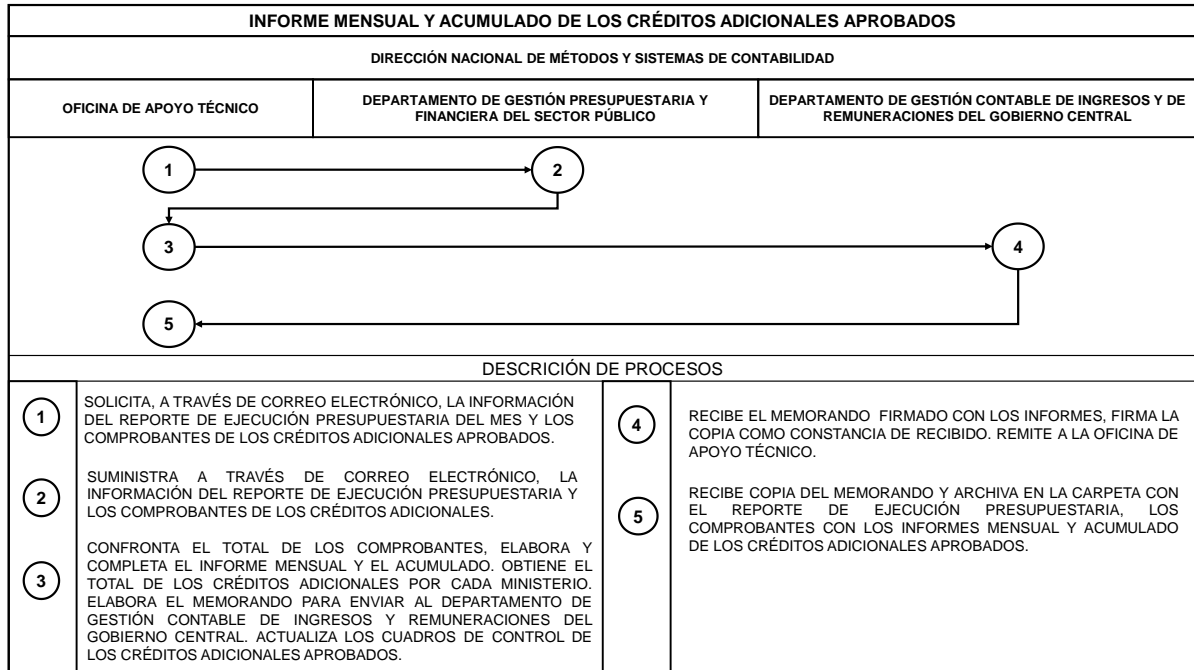 INFORME MENSUAL Y ACUMULADO DE LOS CRÉDITOS ADICIONALES APROBADOS
DIRECCIÓN NACIONAL DE MÉTODOS Y SISTEMAS DE CONTABILIDAD
OFICINA DE APOYO TÉCNICO
DEPARTAMENTO DE GESTIÓN PRESUPUESTARIA Y
FINANCIERA DEL SECTOR PÚBLICO
DEPARTAMENTO DE GESTIÓN CONTABLE DE INGRESOS Y DE
REMUNERACIONES DEL GOBIERNO CENTRAL
1
2
3
4
5
DESCRICIÓN DE PROCESOS
1
SOLICITA, A TRAVÉS DE CORREO ELECTRÓNICO, LA INFORMACIÓN
DEL REPORTE DE EJECUCIÓN PRESUPUESTARIA DEL MES Y LOS
COMPROBANTES DE LOS CRÉDITOS ADICIONALES APROBADOS.
2
SUMINISTRA A TRAVÉS DE CORREO ELECTRÓNICO, LA
INFORMACIÓN DEL REPORTE DE EJECUCIÓN PRESUPUESTARIA Y
LOS COMPROBANTES DE LOS CRÉDITOS ADICIONALES.
3
CONFRONTA EL TOTAL DE LOS COMPROBANTES, ELABORA Y
COMPLETA EL INFORME MENSUAL Y EL ACUMULADO. OBTIENE EL
TOTAL DE LOS CRÉDITOS ADICIONALES POR CADA MINISTERIO.
ELABORA EL MEMORANDO PARA ENVIAR AL DEPARTAMENTO DE
GESTIÓN CONTABLE DE INGRESOS Y REMUNERACIONES DEL
GOBIERNO CENTRAL. ACTUALIZA LOS CUADROS DE CONTROL DE
LOS CRÉDITOS ADICIONALES APROBADOS.
4
RECIBE EL MEMORANDO FIRMADO CON LOS INFORMES, FIRMA LA
COPIA COMO CONSTANCIA DE RECIBIDO. REMITE A LA OFICINA DE
APOYO TÉCNICO.
5
RECIBE COPIA DEL MEMORANDO Y ARCHIVA EN LA CARPETA CON
EL REPORTE DE EJECUCIÓN PRESUPUESTARIA, LOS
COMPROBANTES CON LOS INFORMES MENSUAL Y ACUMULADO
DE LOS CRÉDITOS ADICIONALES APROBADOS.